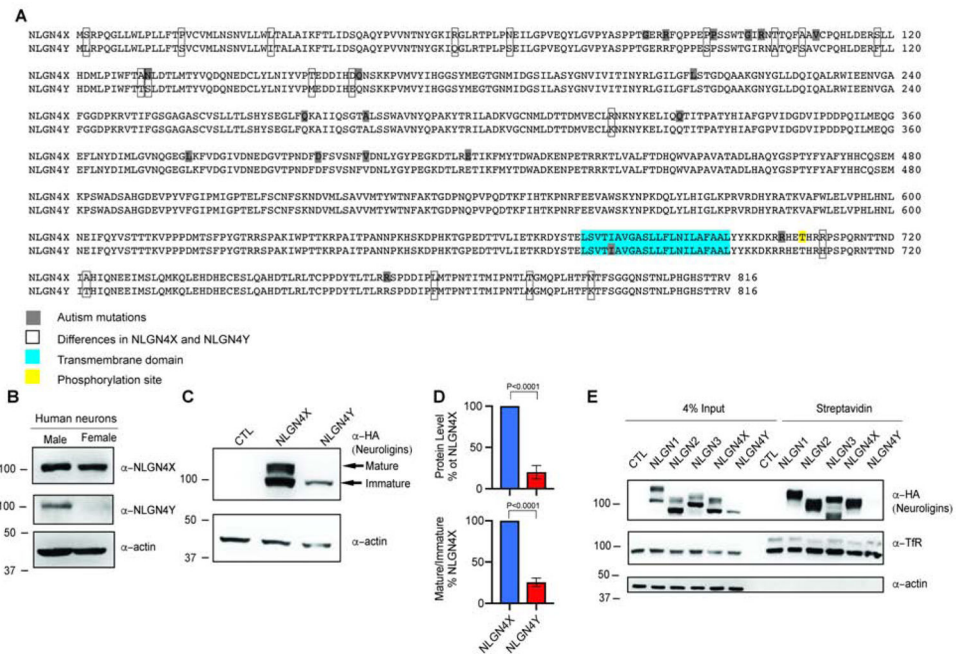 A
NLGN4X MSRPQGLLWLPLLFTPVCVMLNSNVLLWLTALAIKFTLIDSQAQYPVVNTNYGKIRGLRTPLPNEILGPVEQYLGVPYASPPTGERRFQPPEPPSSWTGIRNTTQFAAVCPQHLDERSLL 120
NLGN4Y MLRPQGLLWLPLLFTSVCVMLNSNVLLWITALAIKFTLIDSQAQYPVVNTNYGKIQGLRTPLPSEILGPVEQYLGVPYASPPTGERRFQPPESPSSWTGIRNATQFSAVCPQHLDERFLL 120
NLGN4X HDMLPIWFTANLDTLMTYVQDQNEDCLYLNIYVPTEDDIHDQNSKKPVMVYIHGGSYMEGTGNMIDGSILASYGNVIVITINYRLGILGFLSTGDQAAKGNYGLLDQIQALRWIEENVGA 240
NLGN4Y HDMLPIWFTTSLDTLMTYVQDQNEDCLYLNIYVPMEDDIHEQNSKKPVMVYIHGGSYMEGTGNMIDGSILASYGNVIVITINYRLGILGFLSTGDQAAKGNYGLLDQIQALRWIEENVGA 240
NLGN4X FGGDPKRVTIFGSGAGASCVSLLTLSHYSEGLFQKAIIQSGTALSSWAVNYQPAKYTRILADKVGCNMLDTTDMVECLRNKNYKELIQQTITPATYHIAFGPVIDGDVIPDDPQILMEQG 360
NLGN4Y FGGDPKRVTIFGSGAGASCVSLLTLSHYSEGLFQKAIIQSGTALSSWAVNYQPAKYTRILADKVGCNMLDTTDMVECLKNKNYKELIQQTITPATYHIAFGPVIDGDVIPDDPQILMEQG 360
NLGN4X EFLNYDIMLGVNQGEGLKFVDGIVDNEDGVTPNDFDFSVSNFVDNLYGYPEGKDTLRETIKFMYTDWADKENPETRRKTLVALFTDHQWVAPAVATADLHAQYGSPTYFYAFYHHCQSEM 480
NLGN4Y EFLNYDIMLGVNQGEGLKFVDGIVDNEDGVTPNDFDFSVSNFVDNLYGYPEGKDTLRETIKFMYTDWADKENPETRRKTLVALFTDHQWVAPAVATADLHAQYGSPTYFYAFYHHCQSEM 480
NLGN4X KPSWADSAHGDEVPYVFGIPMIGPTELFSCNFSKNDVMLSAVVMTYWTNFAKTGDPNQPVPQDTKFIHTKPNRFEEVAWSKYNPKDQLYLHIGLKPRVRDHYRATKVAFWLELVPHLHNL 600
NLGN4Y KPSWADSAHGDEVPYVFGIPMIGPTELFSCNFSKNDVMLSAVVMTYWTNFAKTGDPNQPVPQDTKFIHTKPNRFEEVAWSKYNPKDQLYLHIGLKPRVRDHYRATKVAFWLELVPHLHNL 600
NLGN4X NEIFQYVSTTTKVPPPDMTSFPYGTRRSPAKIWPTTKRPAITPANNPKHSKDPHKTGPEDTTVLIETKRDYSTELSVTIAVGASLLFLNILAFAALYYKKDKRRHETHRRPSPQRNTTND 720
NLGN4Y NEIFQYVSTTTKVPPPDMTSFPYGTRRSPAKIWPTTKRPAITPANNPKHSKDPHKTGPEDTTVLIETKRDYSTELSVTIAVGASLLFLNILAFAALYYKKDKRRHETHRHPSPQRNTTND 720
NLGN4X IAHIQNEEIMSLQMKQLEHDHECESLQAHDTLRLTCPPDYTLTLRRSPDDIPLMTPNTITMIPNTLTGMQPLHTFNTFSGGQNSTNLPHGHSTTRV 816
NLGN4Y ITHIQNEEIMSLQMKQLEHDHECESLQAHDTLRLTCPPDYTLTLRRSPDDIPFMTPNTITMIPNTLMGMQPLHTFKTFSGGQNSTNLPHGHSTTRV 816
Autism mutations
Differences in NLGN4X and NLGN4Y
Transmembrane domain
Phosphorylation site
B
Human neurons
Male Female
100
α-NLGN4X
100
α-NLGN4Y
50
α-actin
37
C
CTL NLGN4X NLGN4Y
α-HA
(Neuroligins)
Mature
100
Immature
50
α-actin
37
D
P<0.0001
Protein Level
% ot NLGN4X
100
50
0
P<0.0001
Mature/Immature
% NLGN4X
100
50
0
NLGN4X NLGN4Y
E
4% Input Streptavidin
CTL NLGN1 NLGN2 NLGN3 NLGN4X NLGN4Y CTL NLGN1 NLGN2 NLGN3 NLGN4X NLGN4Y
100
α-HA
(Neuroligins)
100
α-TfR
50
α-actin
37